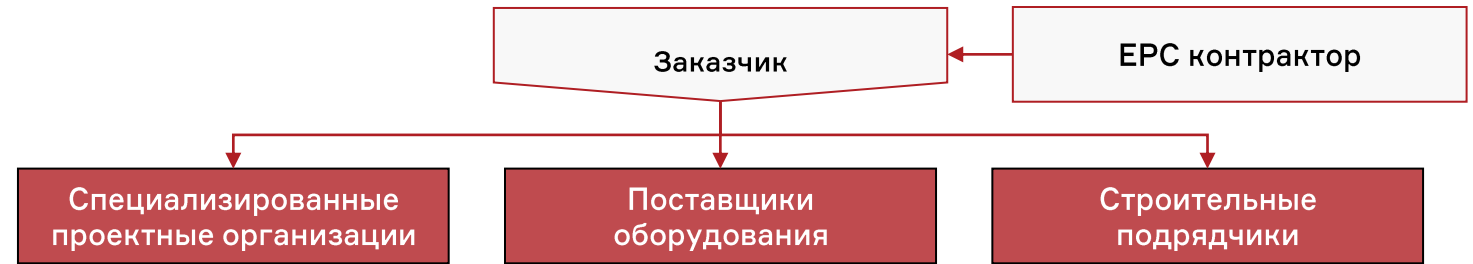 Заказчик
EPC контрактор
Специализированные
проектные организации
Поставщики
оборудования
Строительные
подрядчики